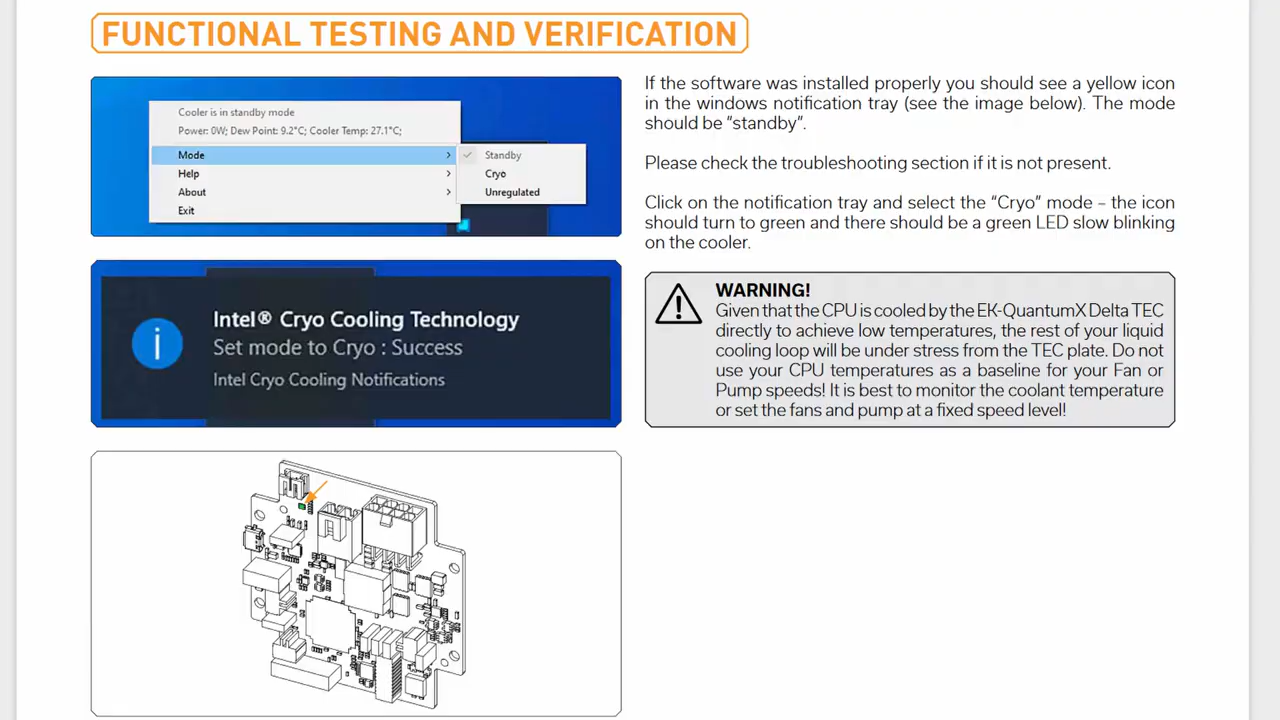 FUNCTIONAL TESTING AND VERIFICATION
Cooler is in standby mode
Power: 0W; Dew Point: 9.2°C; Cooler Temp: 27.1°C;
Mode
Help
About
Exit
Standby
Cryo
Unregulated
If the software was installed properly you should see a yellow icon
in the windows notification tray (see the image below). The mode
should be "standby".
Please check the troubleshooting section if it is not present.
Click on the notification tray and select the “Cryo” mode – the icon
should turn to green and there should be a green LED slow blinking
on the cooler.
Intel® Cryo Cooling Technology
Set mode to Cryo : Success
Intel Cryo Cooling Notifications
WARNING!
Given that the CPU is cooled by the EK-QuantumX Delta TEC
directly to achieve low temperatures, the rest of your liquid
cooling loop will be under stress from the TEC plate. Do not
use your CPU temperatures as a baseline for your Fan or
Pump speeds! It is best to monitor the coolant temperature
or set the fans and pump at a fixed speed level!